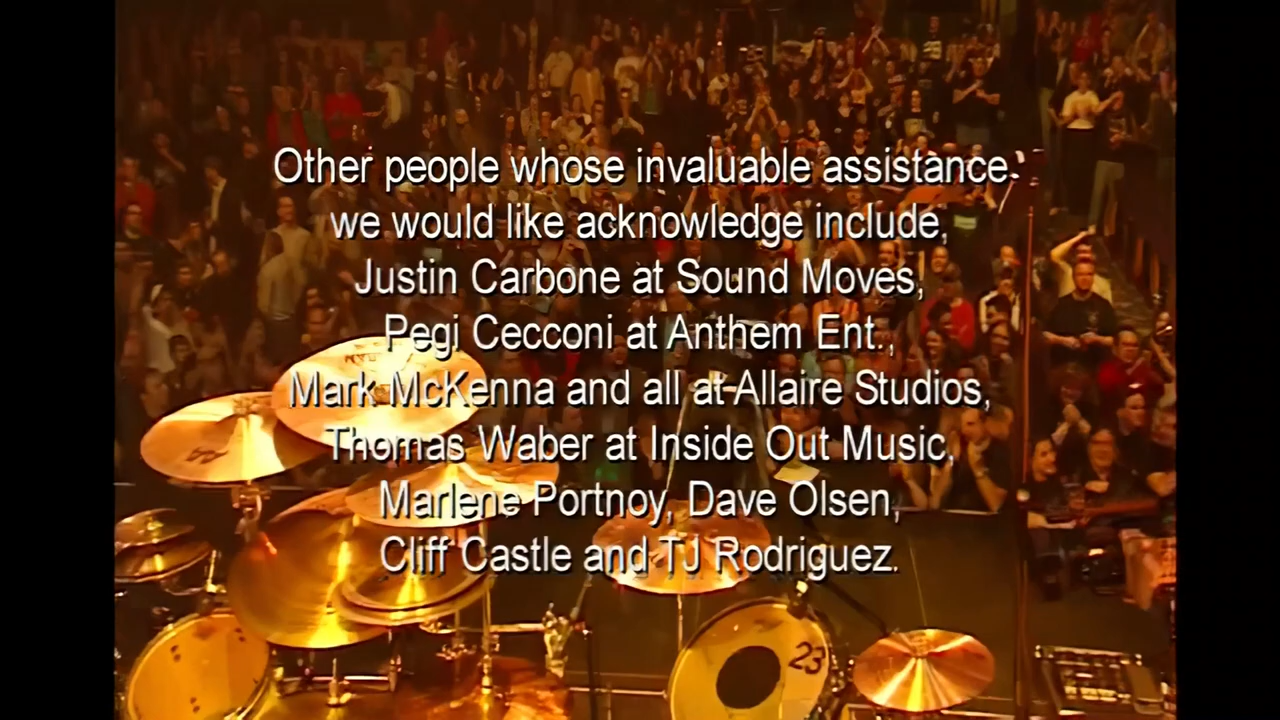 Other people whose invaluable assistance
we would like acknowledge include,
Justin Carbone at Sound Moves,
Pegi Cecconi at Anthem Ent.,
Mark McKenna and all at Allaire Studios,
Thomas Waber at Inside Out Music,
Marlene Portnoy, Dave Olsen,
Cliff Castle and TJ Rodriguez.
23